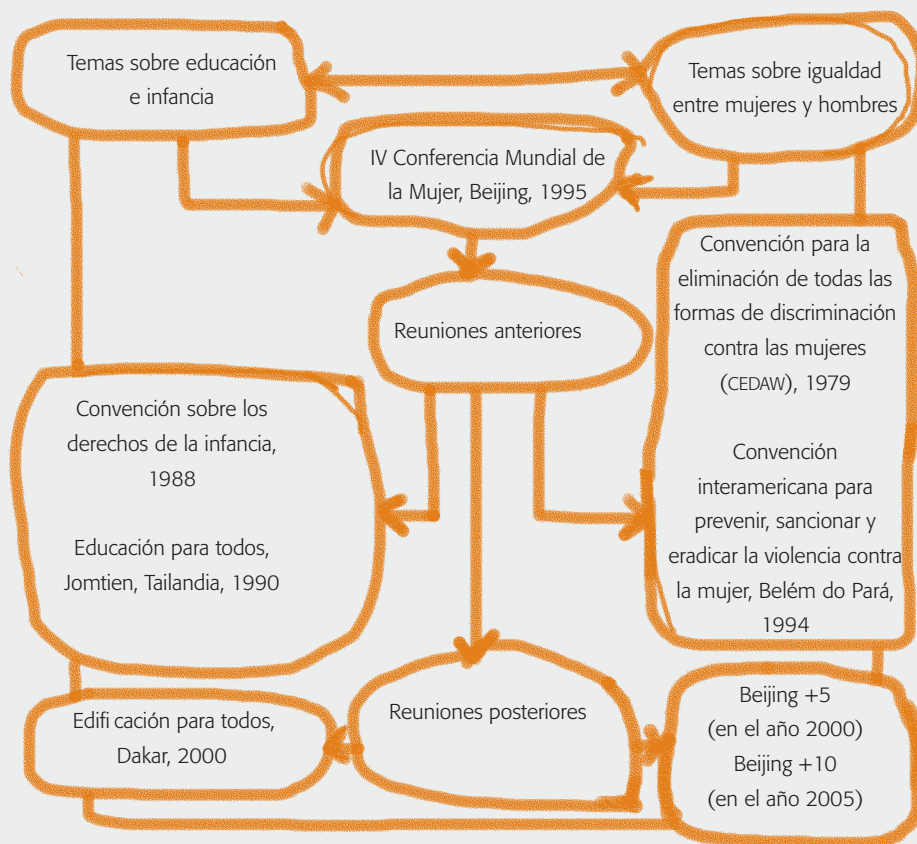 Temas sobre educación
e infancia
Temas sobre igualdad
entre mujeres y hombres
IV Conferencia Mundial de
la Mujer, Beijing, 1995
Reuniones anteriores
Convención para la
eliminación de todas las
formas de discriminación
contra las mujeres
(CEDAW), 1979
Convención
interamericana para
prevenir, sancionar y
eradicar la violencia contra
la mujer, Belém do Pará,
1994
Convención sobre los
derechos de la infancia,
1988
Educación para todos,
Jomtien, Tailandia, 1990
Edifi cación para todos,
Dakar, 2000
Reuniones posteriores
Beijing +5
(en el año 2000)
Beijing +10
(en el año 2005)